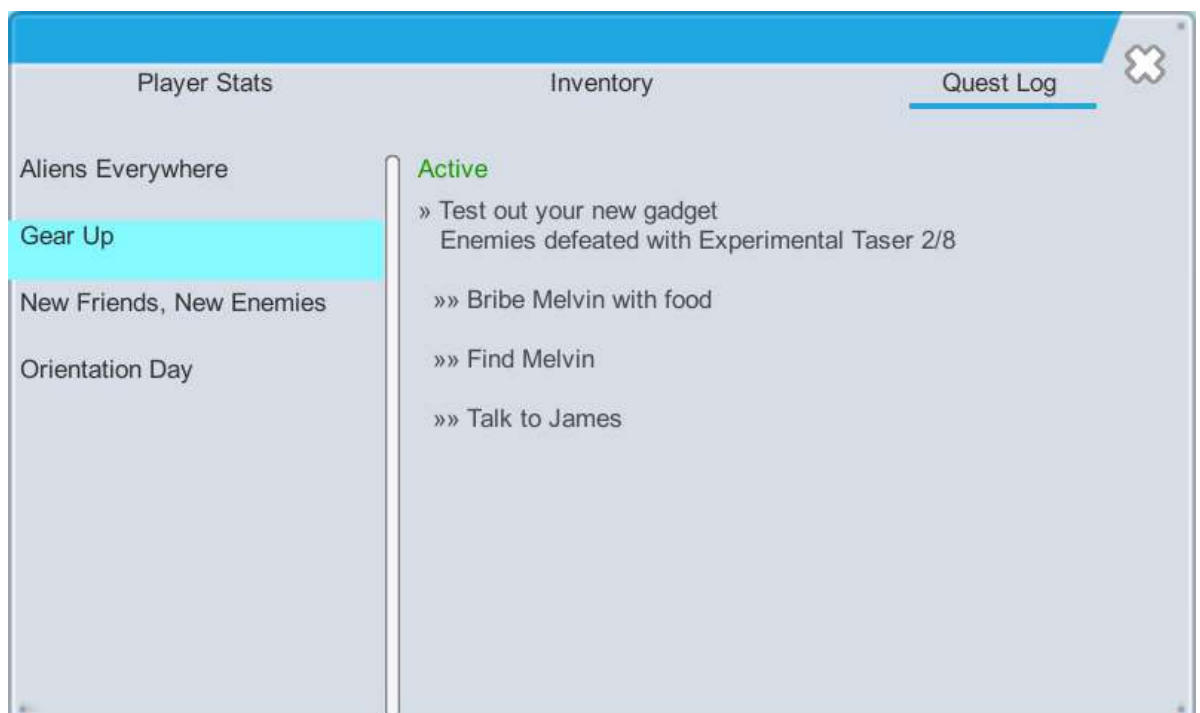 Player Stats Inventory Quest Log
Aliens Everywhere
Gear Up
New Friends, New Enemies
Orientation Day
Active
» Test out your new gadget
Enemies defeated with Experimental Taser 2/8
»» Bribe Melvin with food
»» Find Melvin
»» Talk to James